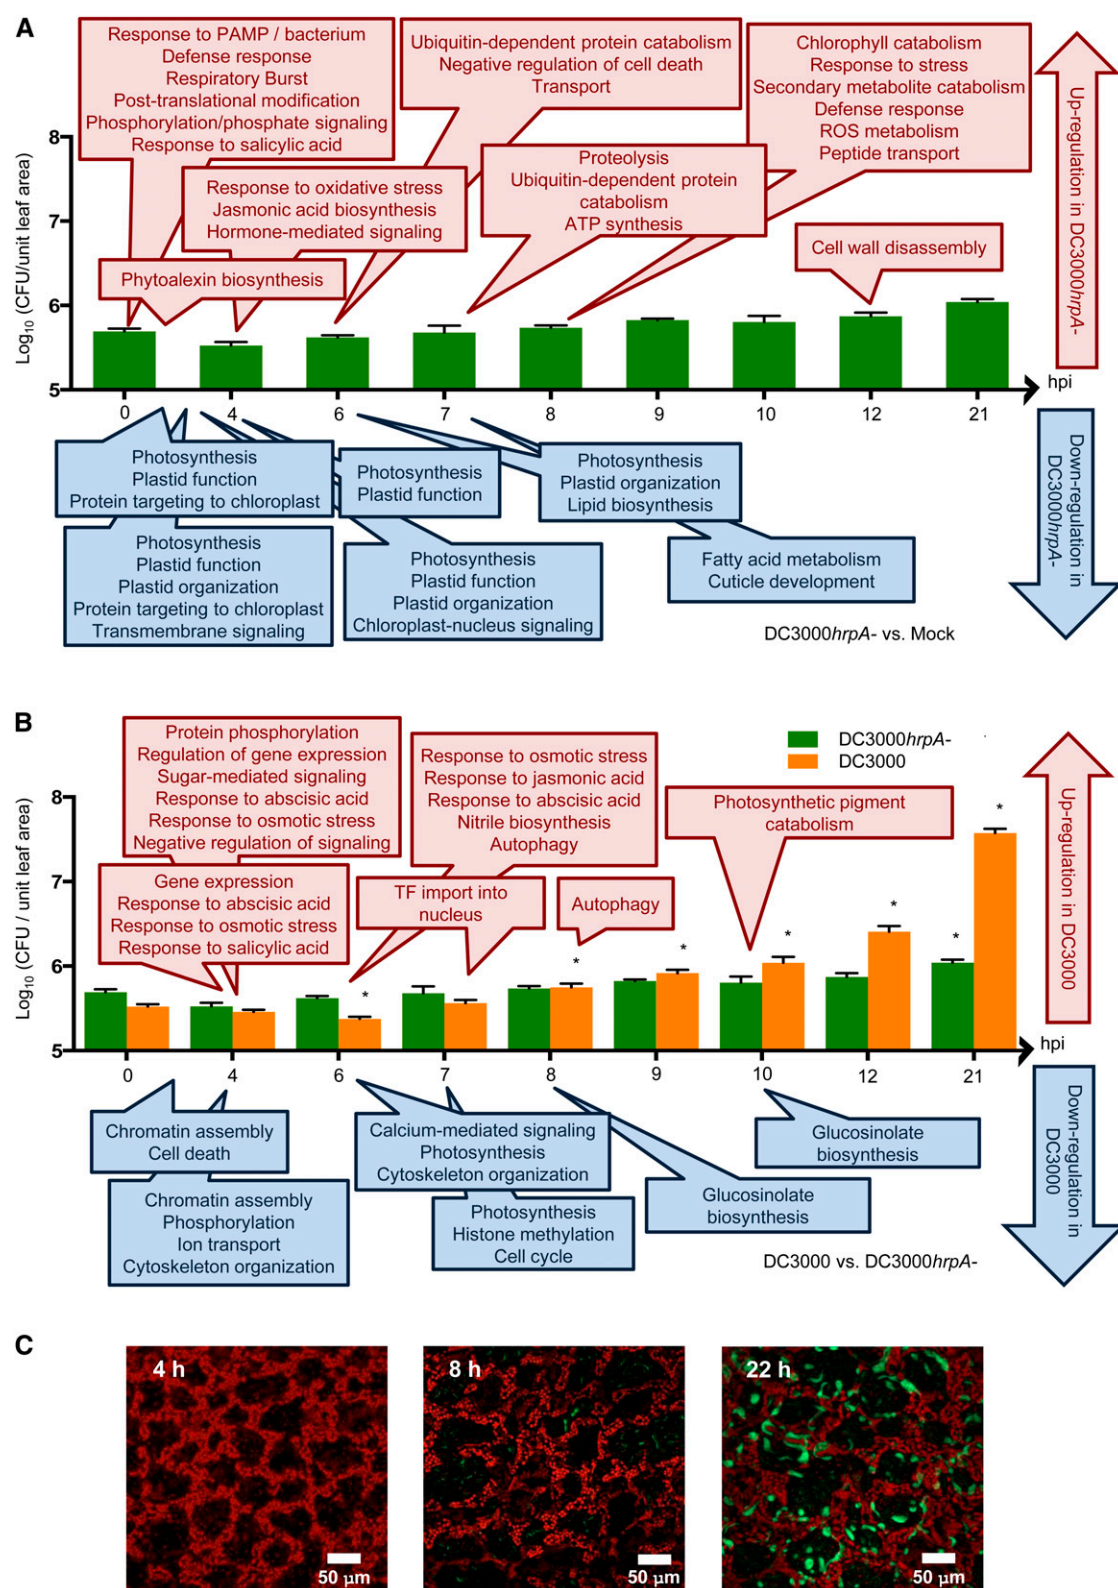 A
Response to PAMP / bacterium
Defense response
Respiratory Burst
Post-translational modification
Phosphorylation/phosphate signaling
Response to salicylic acid
Ubiquitin-dependent protein catabolism
Negative regulation of cell death
Transport
Chlorophyll catabolism
Response to stress
Secondary metabolite catabolism
Defense response
ROS metabolism
Peptide transport
Response to oxidative stress
Jasmonic acid biosynthesis
Hormone-mediated signaling
Proteolysis
Ubiquitin-dependent protein
catabolism
ATP synthesis
Phytoalexin biosynthesis
Cell wall disassembly
Up-regulation in DC3000hrpA-
Log10 (CFU/unit leaf area)
8
7
6
5
0 4 6 7 8 9 10 12 21
hpi
Photosynthesis
Plastid function
Protein targeting to chloroplast
Photosynthesis
Plastid function
Photosynthesis
Plastid organization
Lipid biosynthesis
Photosynthesis
Plastid function
Plastid organization
Protein targeting to chloroplast
Transmembrane signaling
Photosynthesis
Plastid function
Plastid organization
Chloroplast-nucleus signaling
Fatty acid metabolism
Cuticle development
Down-regulation in
DC3000hrpA-
DC3000hrpA- vs. Mock
B
Protein phosphorylation
Regulation of gene expression
Sugar-mediated signaling
Response to abscisic acid
Response to osmotic stress
Negative regulation of signaling
Response to osmotic stress
Response to jasmonic acid
Response to abscisic acid
Nitrile biosynthesis
Autophagy
DC3000hrpA-
DC3000
Photosynthetic pigment
catabolism
Gene expression
Response to abscisic acid
Response to osmotic stress
Response to salicylic acid
TF import into
nucleus
Autophagy
Up-regulation in DC3000
Log10 (CFU / unit leaf area)
8
7
6
5
* * * * * * *
0 4 6 7 8 9 10 12 21
hpi
Chromatin assembly
Cell death
Calcium-mediated signaling
Photosynthesis
Cytoskeleton organization
Glucosinolate
biosynthesis
Chromatin assembly
Phosphorylation
Ion transport
Cytoskeleton organization
Photosynthesis
Histone methylation
Cell cycle
Glucosinolate
biosynthesis
Down-regulation in
DC3000
DC3000 vs. DC3000hrpA-
C
4 h
50 µm
8 h
50 µm
22 h
50 µm